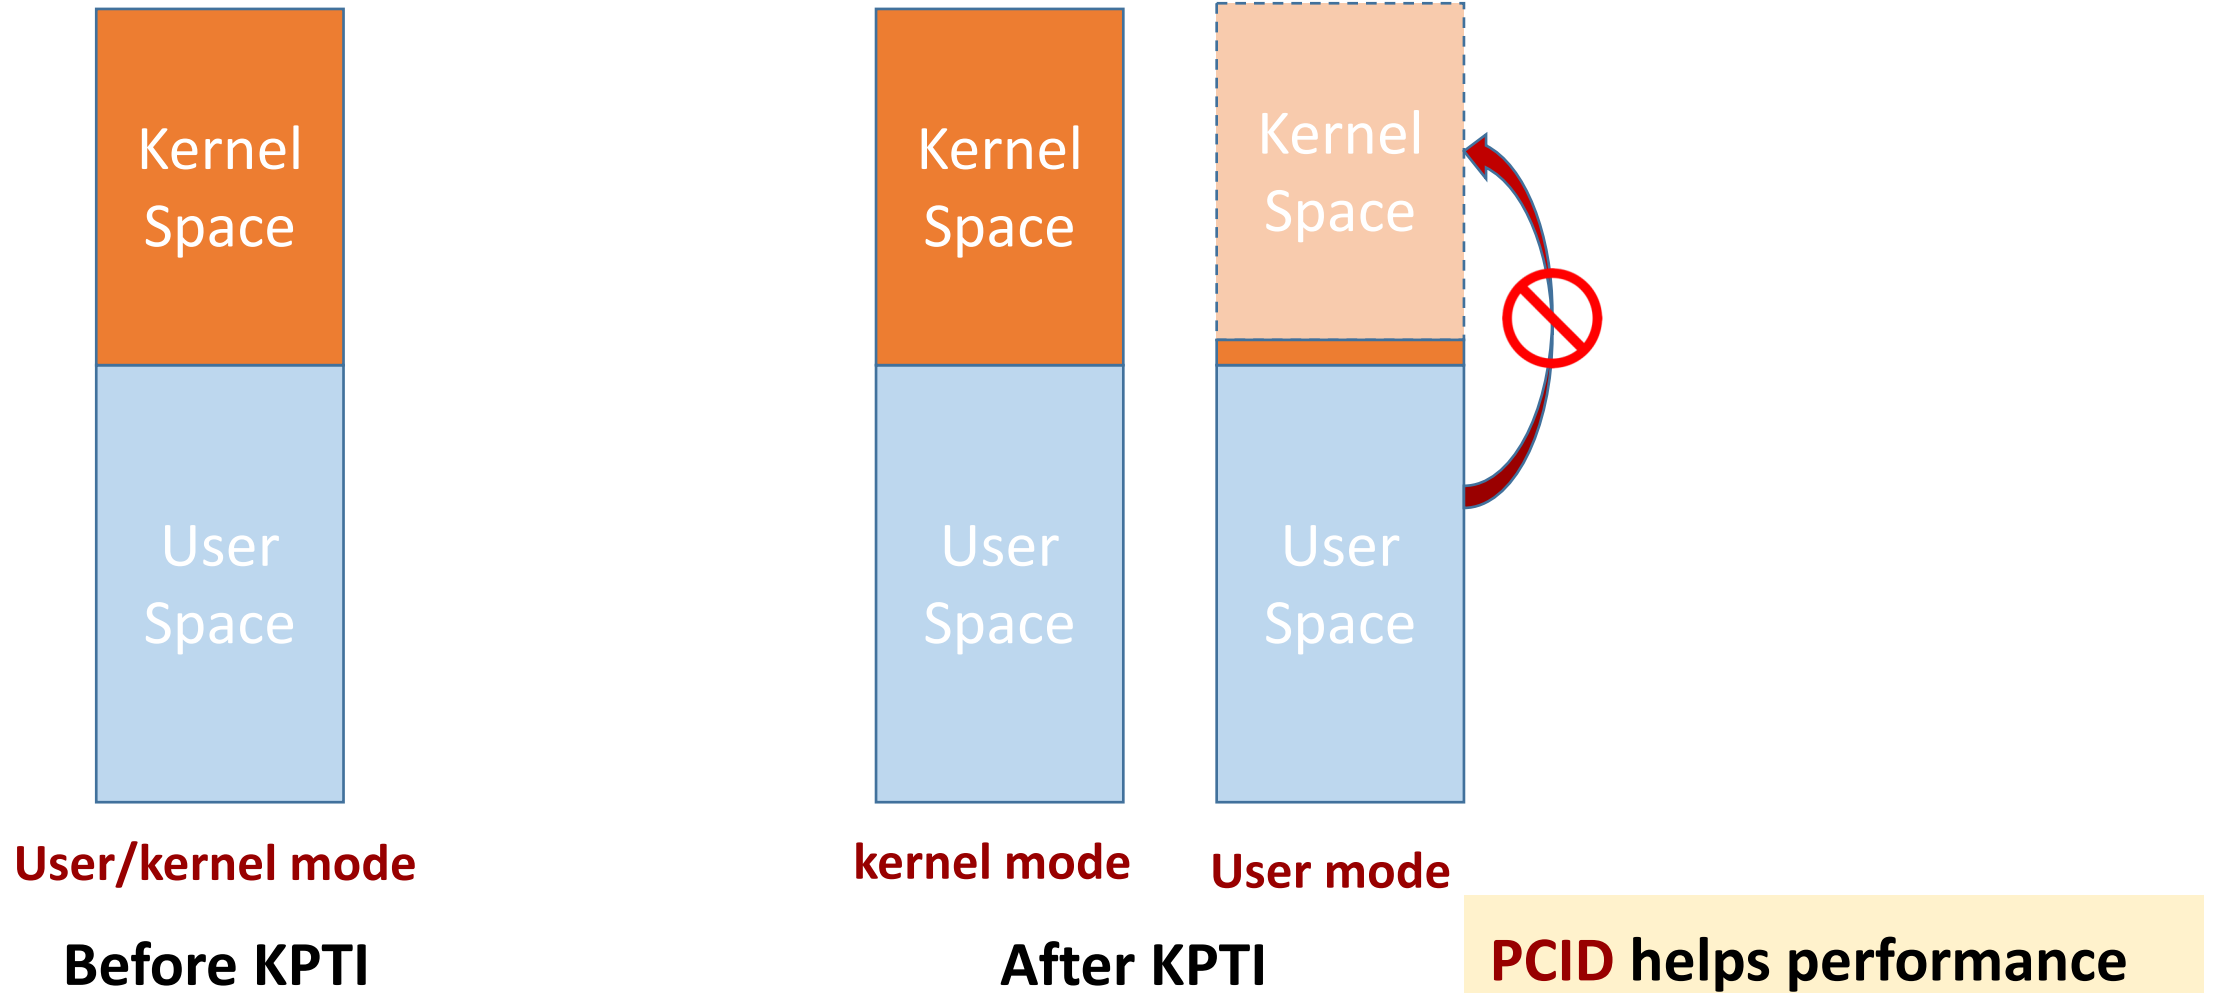 Kernel
Space
User
Space
User/kernel mode
Before KPTI
Kernel
Space
User
Space
kernel mode
Kernel
Space
User
Space
User mode
After KPTI
PCID helps performance